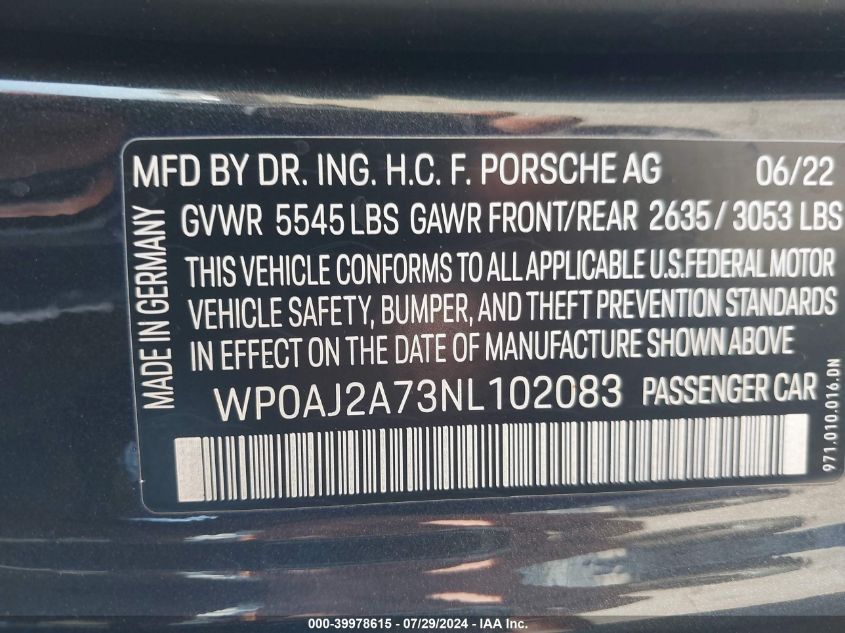 MFD BY DR. ING. H.C. F. PORSCHE AG 06/22
GVWR 5545 LBS GAWR FRONT/REAR 2635 / 3053 LBS
THIS VEHICLE CONFORMS TO ALL APPLICABLE U.S.FEDERAL MOTOR
VEHICLE SAFETY, BUMPER, AND THEFT PREVENTION STANDARDS
IN EFFECT ON THE DATE OF MANUFACTURE SHOWN ABOVE
WP0AJ2A73NL102083 PASSENGER CAR
MADE IN GERMANY
971.010.016.DN
000-39978615 - 07/29/2024 - IAA, Inc.